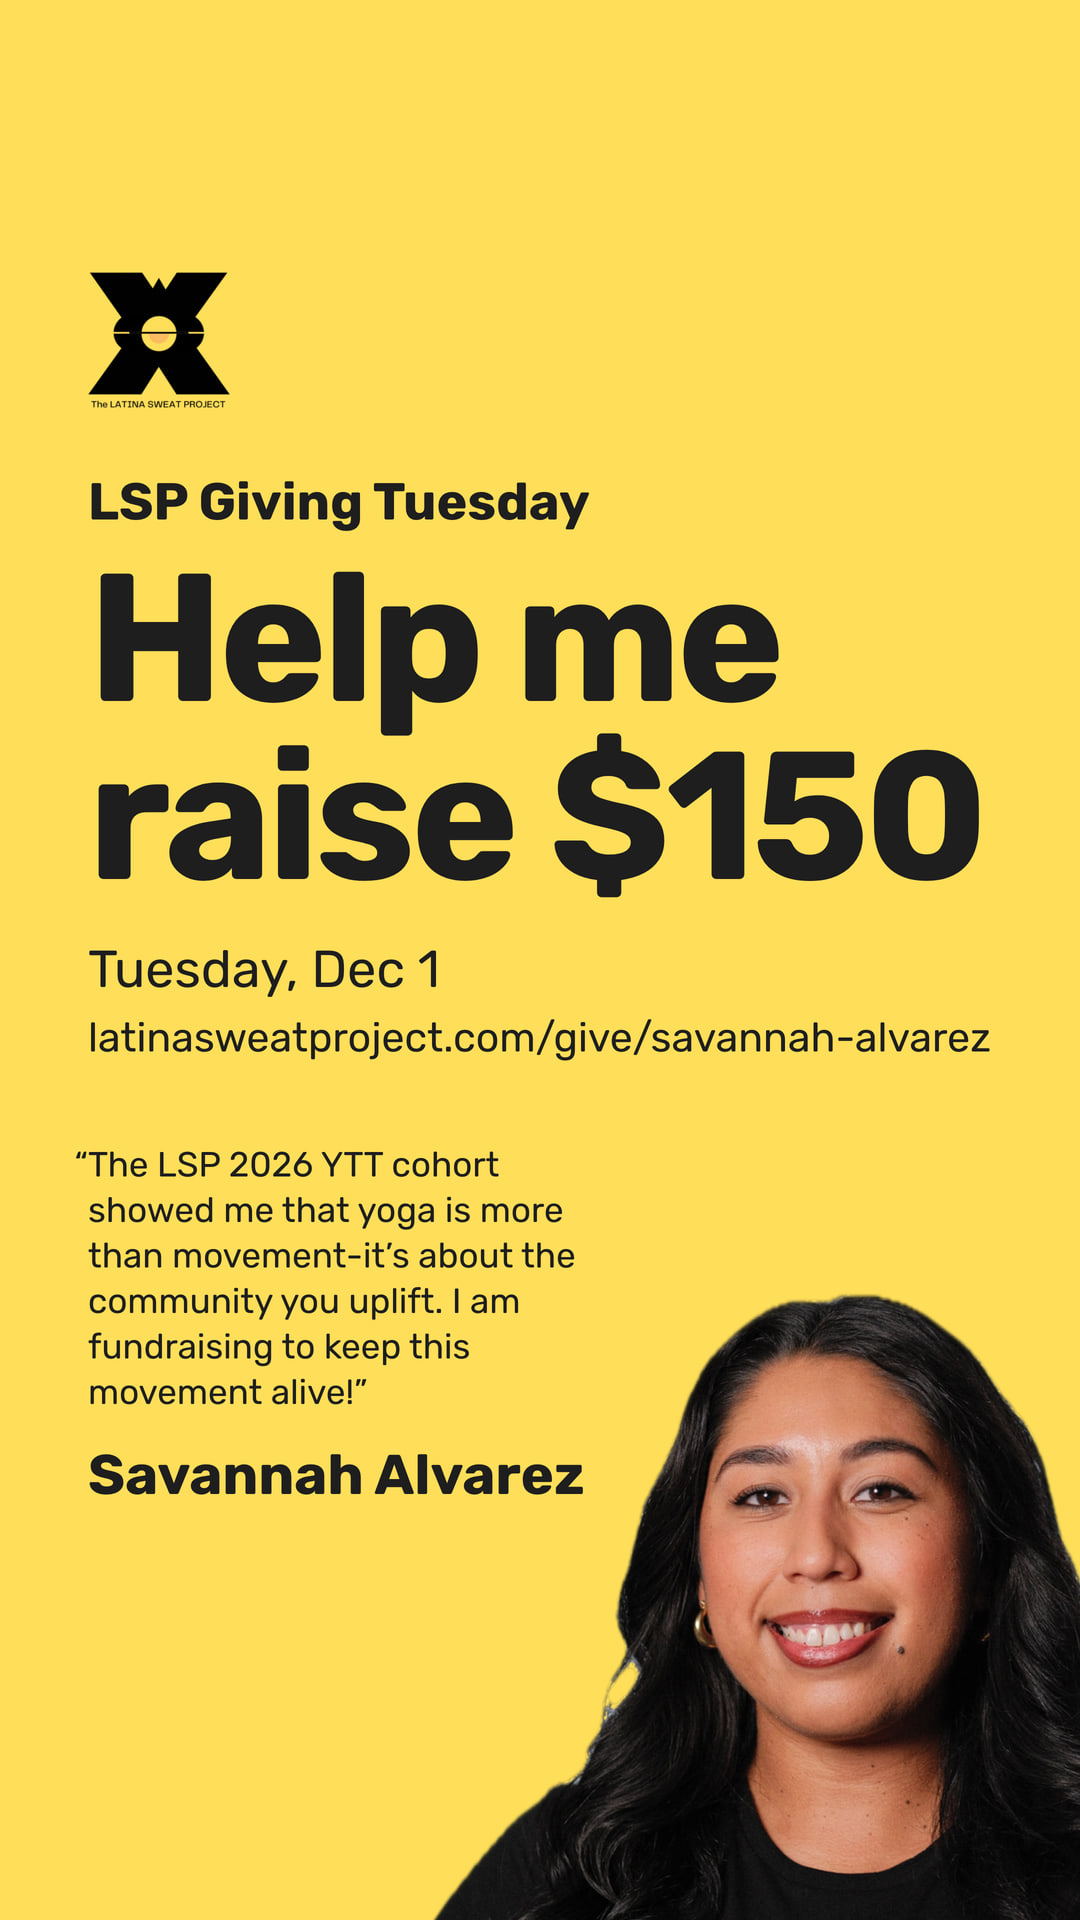 The LATINA SWEAT PROJECT
LSP Giving Tuesday
Help me
raise $150
Tuesday, Dec 1
latinasweatproject.com/give/savannah-alvarez
“The LSP 2026 YTT cohort
showed me that yoga is more
than movement-it’s about the
community you uplift. I am
fundraising to keep this
movement alive!”
Savannah Alvarez